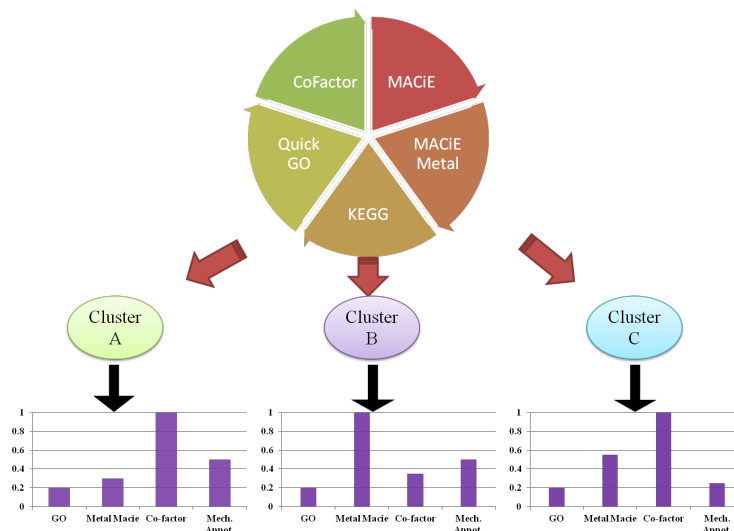 CoFactor
MACiE
Quick
GO
MACiE
Metal
KEGG
Cluster
A
Cluster
B
Cluster
C
1
0.8
0.6
0.4
0.2
0
GO
Metal Macie
Co-factor
Mech.
Annot.
1
0.8
0.6
0.4
0.2
0
GO
Metal Macie
Co-factor
Mech.
Annot.
1
0.8
0.6
0.4
0.2
0
GO
Metal Macie
Co-factor
Mech.
Annot.